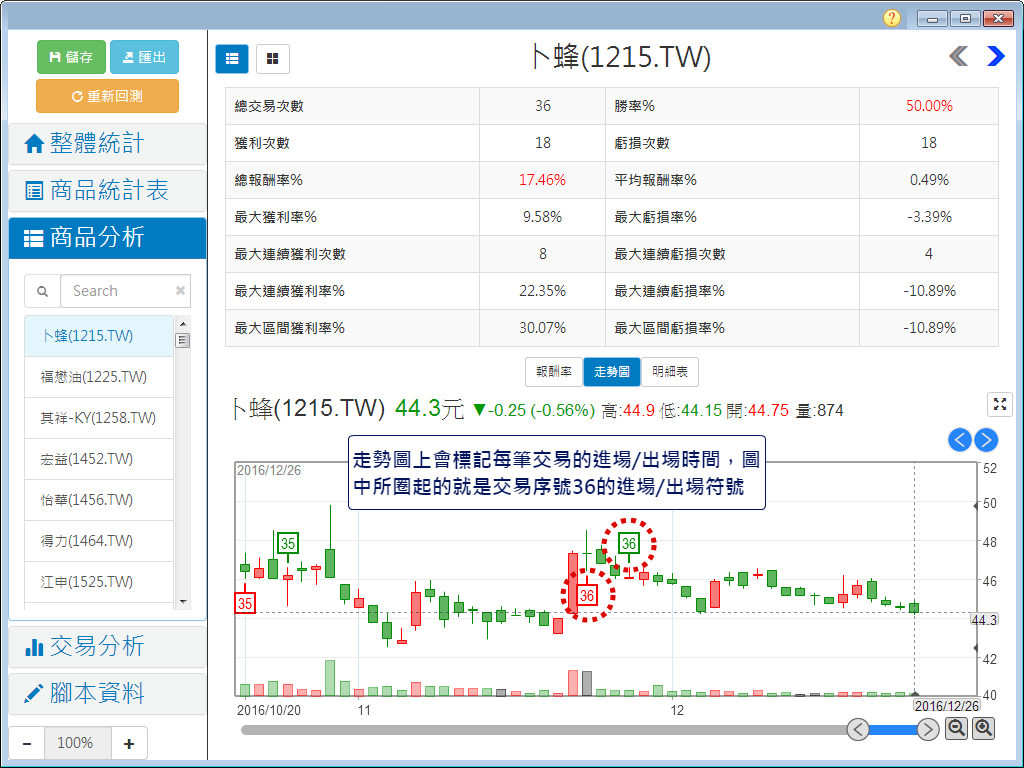 ?
儲存 匯出
重新回測
整體統計
商品統計表
商品分析
Search
卜蜂(1215.TW)
福懋油(1225.TW)
其祥-KY(1258.TW)
宏益(1452.TW)
怡華(1456.TW)
得力(1464.TW)
江申(1525.TW)
交易分析
腳本資料
− 100% +
卜蜂(1215.TW)
總交易次數 36 勝率% 50.00%
獲利次數 18 虧損次數 18
總報酬率% 17.46% 平均報酬率% 0.49%
最大獲利率% 9.58% 最大虧損率% -3.39%
最大連續獲利次數 8 最大連續虧損次數 4
最大連續獲利率% 22.35% 最大連續虧損率% -10.89%
最大區間獲利率% 30.07% 最大區間虧損率% -10.89%
報酬率 走勢圖 明細表
卜蜂(1215.TW) 44.3元 ▼-0.25 (-0.56%) 高:44.9 低:44.15 開:44.75 量:874
走勢圖上會標記每筆交易的進場/出場時間，圖
中所圈起的就是交易序號36的進場/出場符號
2016/12/26
52
50
48
46
44.3
42
40
35
36
36
35
2016/10/20 11 12 2016/12/26